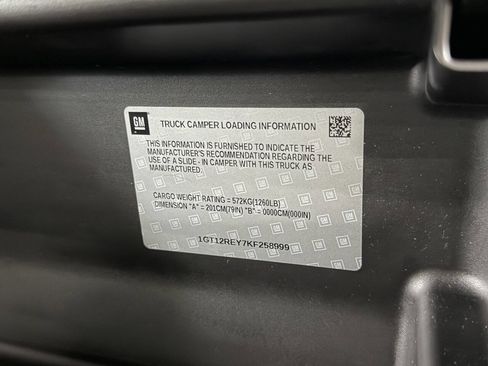 GM
TRUCK CAMPER LOADING INFORMATION
THIS INFORMATION IS FURNISHED TO INDICATE THE
MANUFACTURER'S RECOMMENDATION REGARDING THE
USE OF A SLIDE - IN CAMPER WITH THIS TRUCK AS
MANUFACTURED.
CARGO WEIGHT RATING = 572KG(1260LB)
DIMENSION "A" = 201CM(79IN) "B" = 0000CM(000IN)
1GT12REY7KF258999